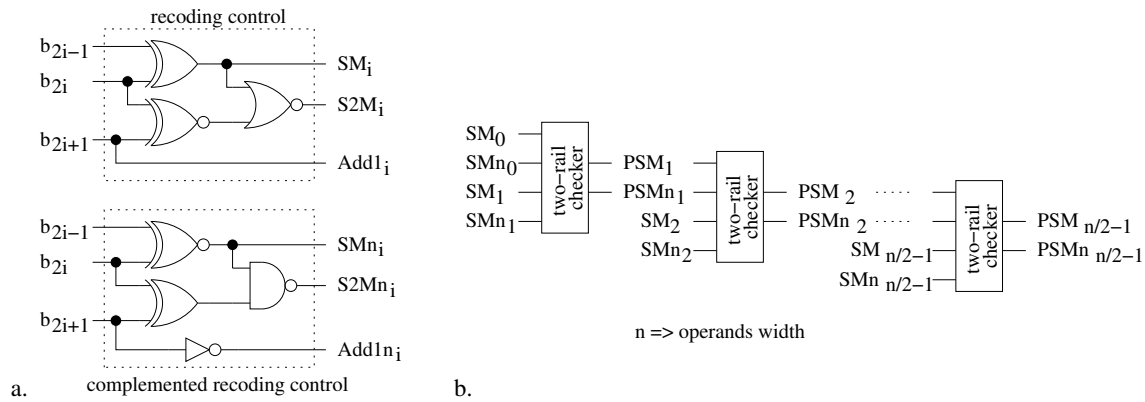 recoding control
b2i−1
b2i
b2i+1
SMi
S2Mi
Add1i
b2i−1
b2i
b2i+1
SMni
S2Mni
Add1ni
complemented recoding control
a.
SM0
SMn0
SM1
SMn1
two−rail
checker
PSM1
PSMn1
SM2
SMn2
two−rail
checker
PSM 2 .....
PSMn 2 .....
SM n/2−1
SMn n/2−1
two−rail
checker
PSM n/2−1
PSMn n/2−1
n => operands width
b.